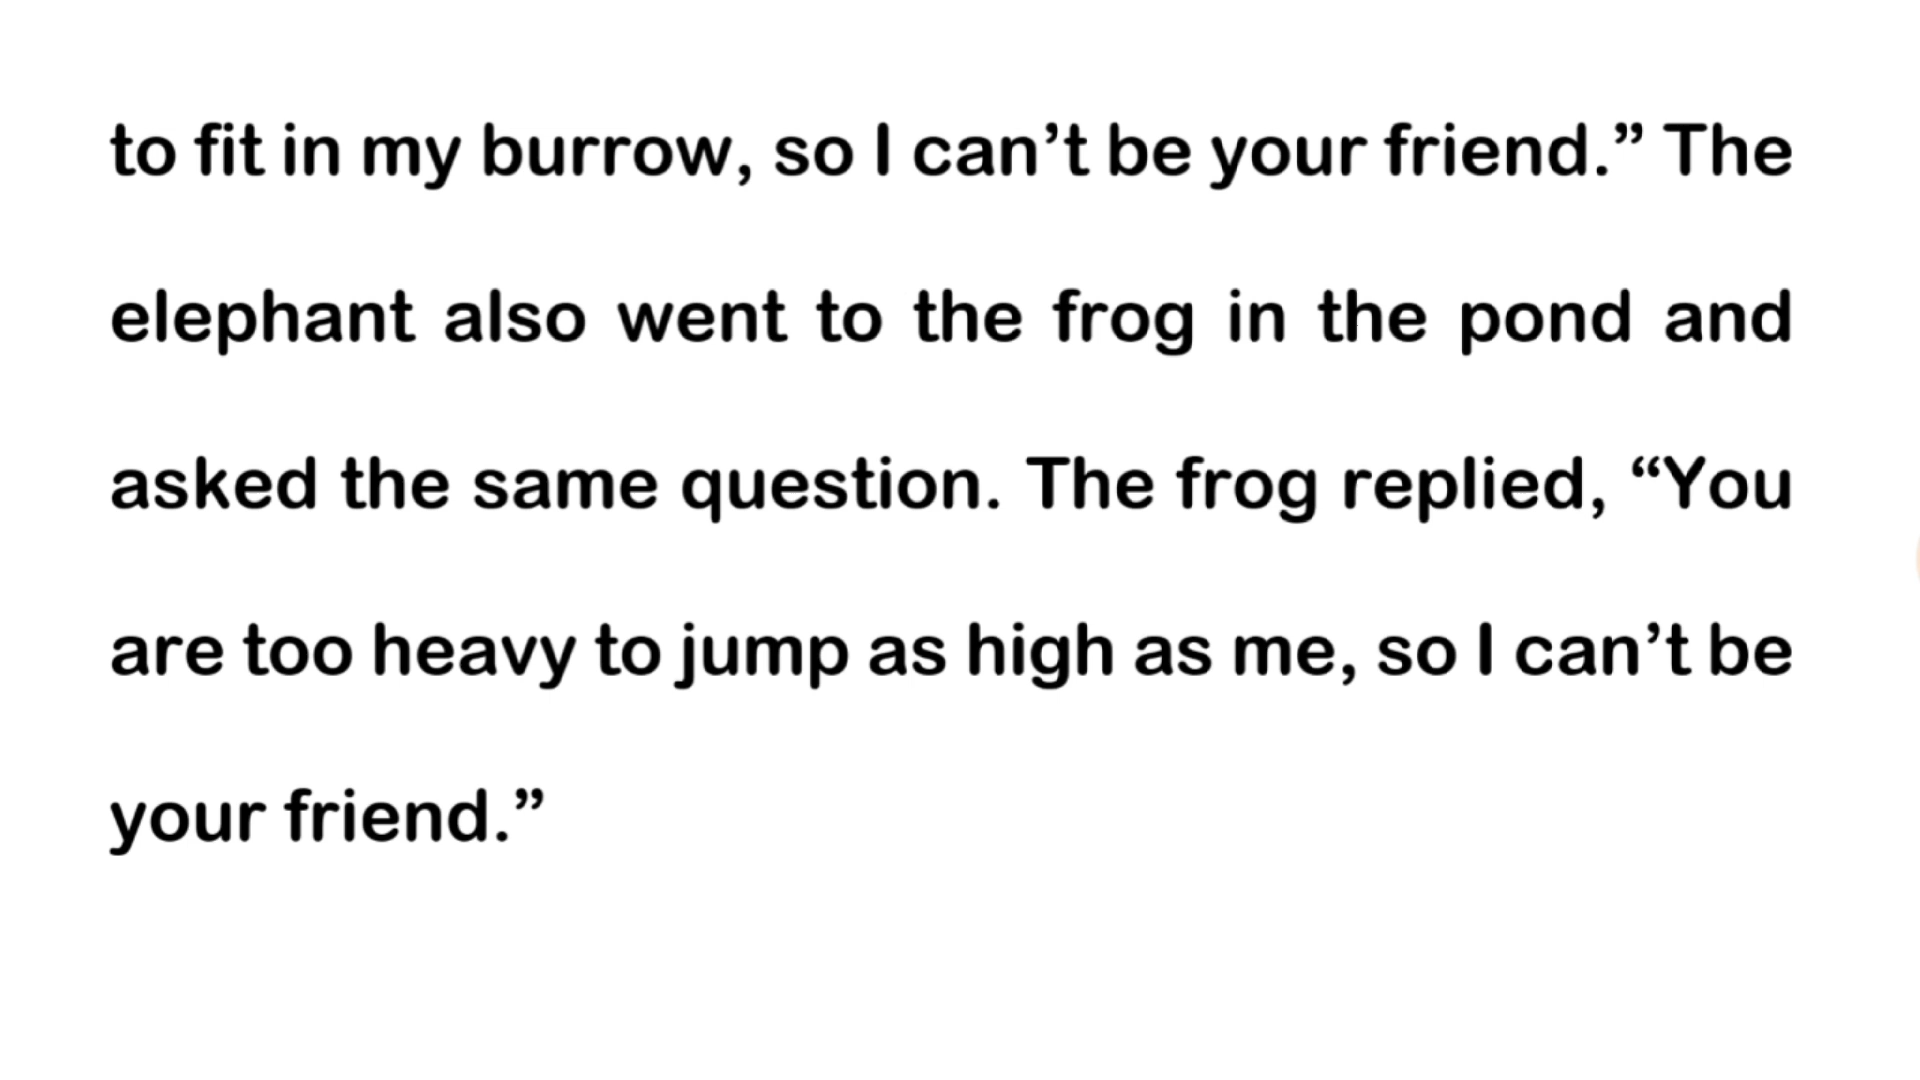 to fit in my burrow, so I can’t be your friend.” The
elephant also went to the frog in the pond and
asked the same question. The frog replied, “You
are too heavy to jump as high as me, so I can’t be
your friend.”